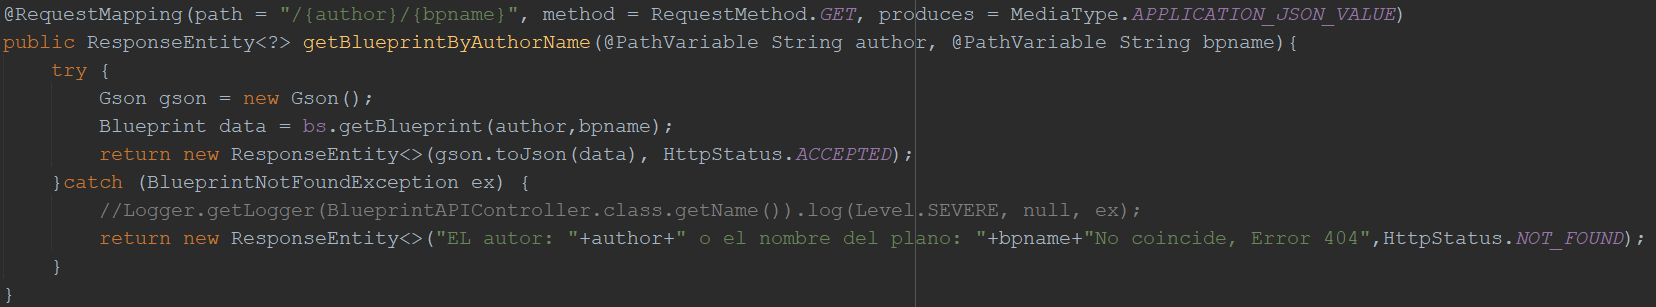 @RequestMapping(path = "/{author}/{bpname}", method = RequestMethod.GET, produces = MediaType.APPLICATION_JSON_VALUE)
public ResponseEntity<?> getBlueprintByAuthorName(@PathVariable String author, @PathVariable String bpname){
    try {
        Gson gson = new Gson();
        Blueprint data = bs.getBlueprint(author,bpname);
        return new ResponseEntity<>(gson.toJson(data), HttpStatus.ACCEPTED);
    }catch (BlueprintNotFoundException ex) {
        //Logger.getLogger(BlueprintAPIController.class.getName()).log(Level.SEVERE, null, ex);
        return new ResponseEntity<>("EL autor: "+author+" o el nombre del plano: "+bpname+"No coincide, Error 404",HttpStatus.NOT_FOUND);
    }
}